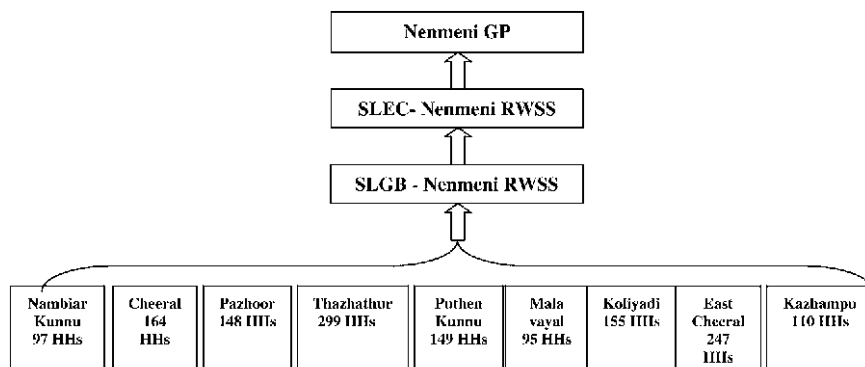 Nenmeni GP
SLEC- Nenmeni RWSS
SLGB - Nenmeni RWSS
Nambiar
Kunnu
97 HHs
Cheeral
164
HHs
Pazhoor
148 HHs
Thazhathur
299 HHs
Puthen
Kunnu
149 HHs
Mala
vayal
95 HHs
Koliyadi
155 HHs
East
Cheeral
247
HHs
Kazhampu
110 HHs